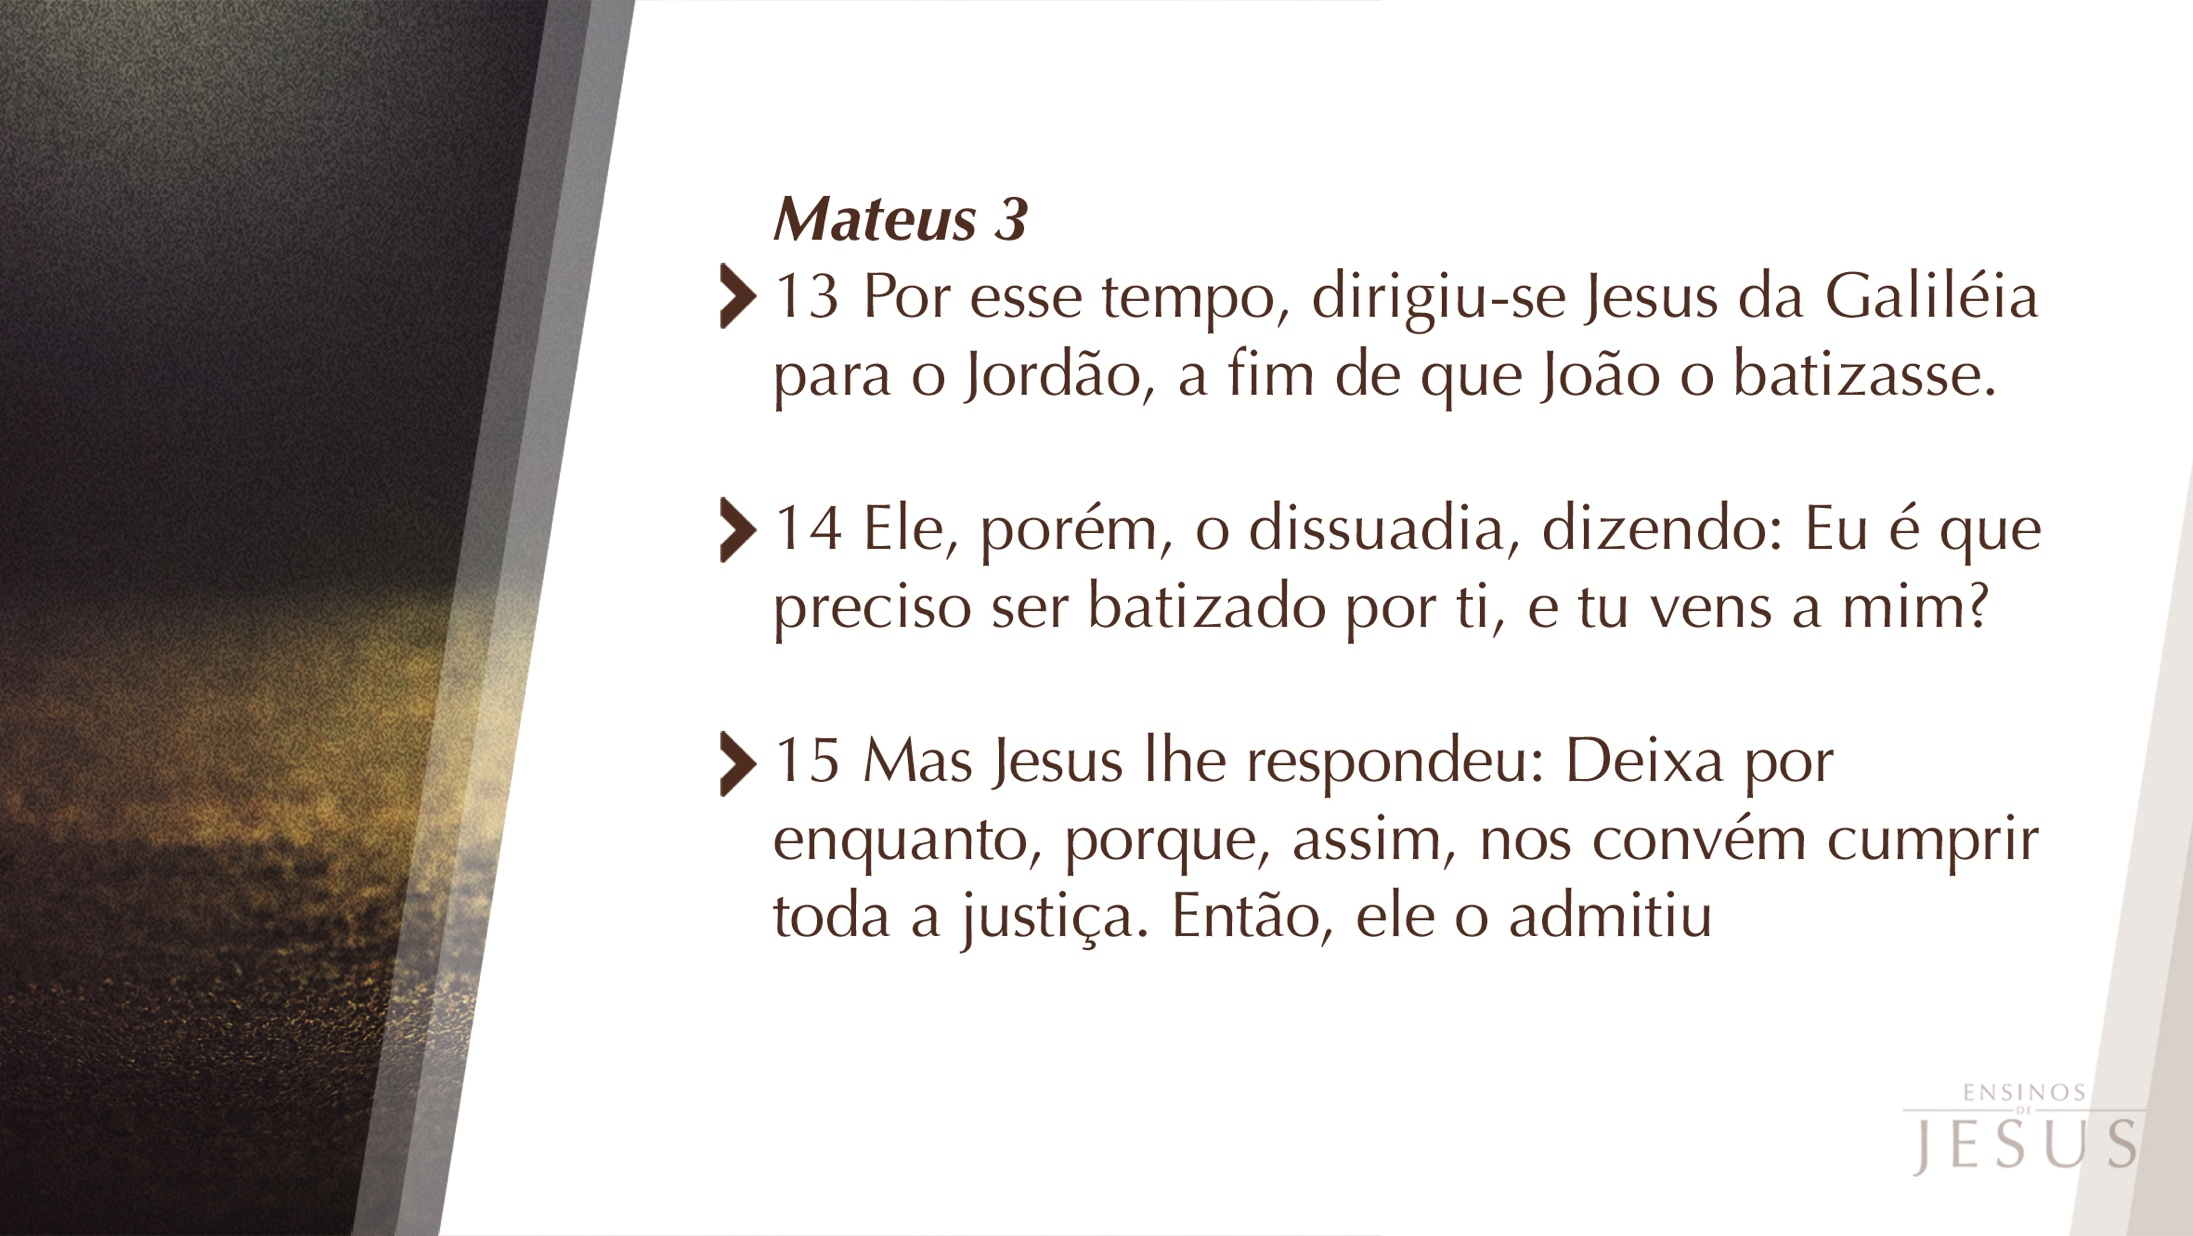 Mateus 3
13 Por esse tempo, dirigiu-se Jesus da Galiléia
para o Jordão, a fim de que João o batizasse.
14 Ele, porém, o dissuadia, dizendo: Eu é que
preciso ser batizado por ti, e tu vens a mim?
15 Mas Jesus lhe respondeu: Deixa por
enquanto, porque, assim, nos convém cumprir
toda a justiça. Então, ele o admitiu
ENSINOS
DE
JESUS